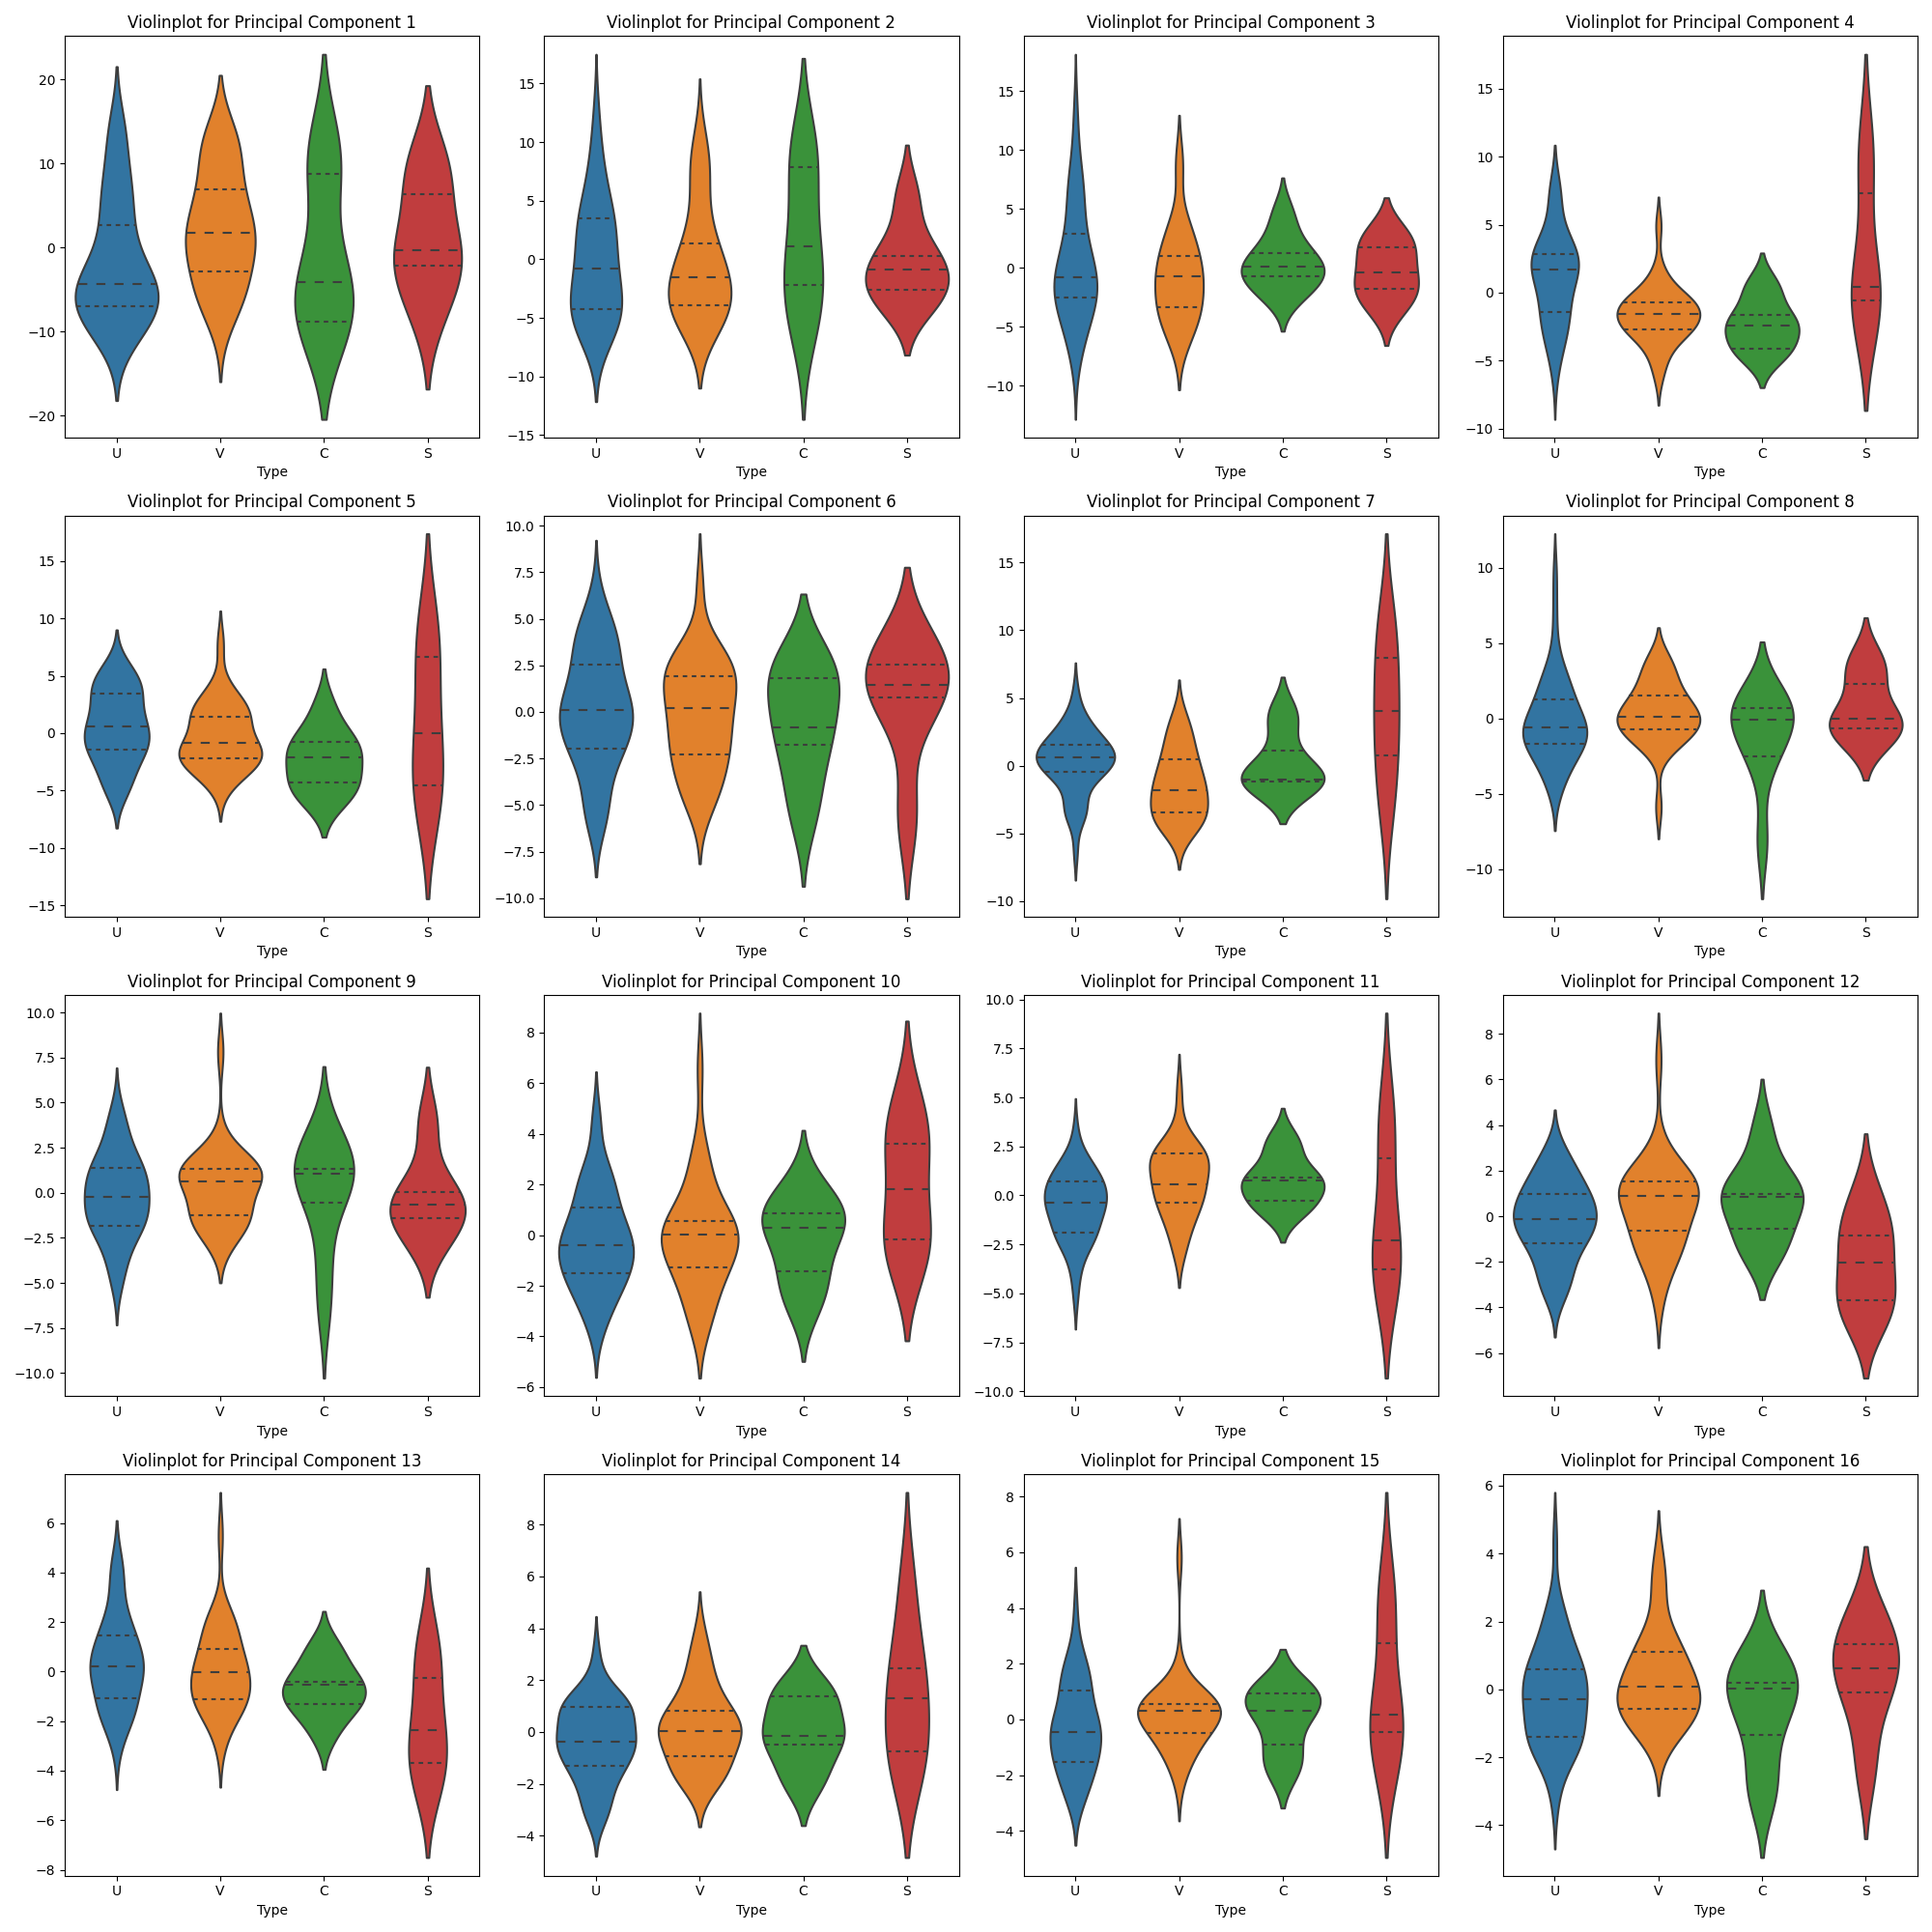 Violinplot for Principal Component 1
20
10
0
−10
−20
U V C S
Type
Violinplot for Principal Component 2
15
10
5
0
−5
−10
−15
U V C S
Type
Violinplot for Principal Component 3
15
10
5
0
−5
−10
U V C S
Type
Violinplot for Principal Component 4
15
10
5
0
−5
−10
U V C S
Type
Violinplot for Principal Component 5
15
10
5
0
−5
−10
−15
U V C S
Type
Violinplot for Principal Component 6
10.0
7.5
5.0
2.5
0.0
−2.5
−5.0
−7.5
−10.0
U V C S
Type
Violinplot for Principal Component 7
15
10
5
0
−5
−10
U V C S
Type
Violinplot for Principal Component 8
10
5
0
−5
−10
U V C S
Type
Violinplot for Principal Component 9
10.0
7.5
5.0
2.5
0.0
−2.5
−5.0
−7.5
−10.0
U V C S
Type
Violinplot for Principal Component 10
8
6
4
2
0
−2
−4
−6
U V C S
Type
Violinplot for Principal Component 11
10.0
7.5
5.0
2.5
0.0
−2.5
−5.0
−7.5
−10.0
U V C S
Type
Violinplot for Principal Component 12
8
6
4
2
0
−2
−4
−6
U V C S
Type
Violinplot for Principal Component 13
6
4
2
0
−2
−4
−6
−8
U V C S
Type
Violinplot for Principal Component 14
8
6
4
2
0
−2
−4
U V C S
Type
Violinplot for Principal Component 15
8
6
4
2
0
−2
−4
U V C S
Type
Violinplot for Principal Component 16
6
4
2
0
−2
−4
U V C S
Type